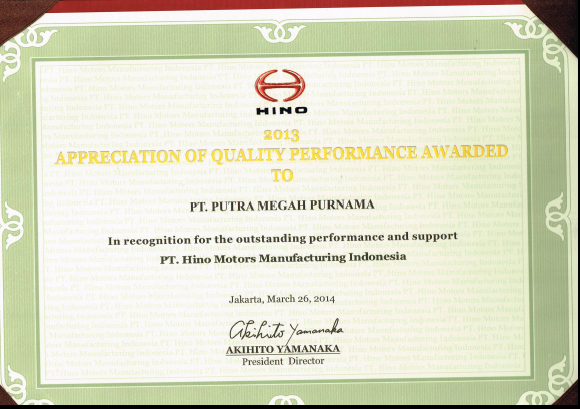 HINO
2013
APPRECIATION OF QUALITY PERFORMANCE AWARDED
TO
PT. PUTRA MEGAH PURNAMA
In recognition for the outstanding performance and support
PT. Hino Motors Manufacturing Indonesia
Jakarta, March 26, 2014
Akihito Yamanaka
AKIHITO YAMANAKA
President Director